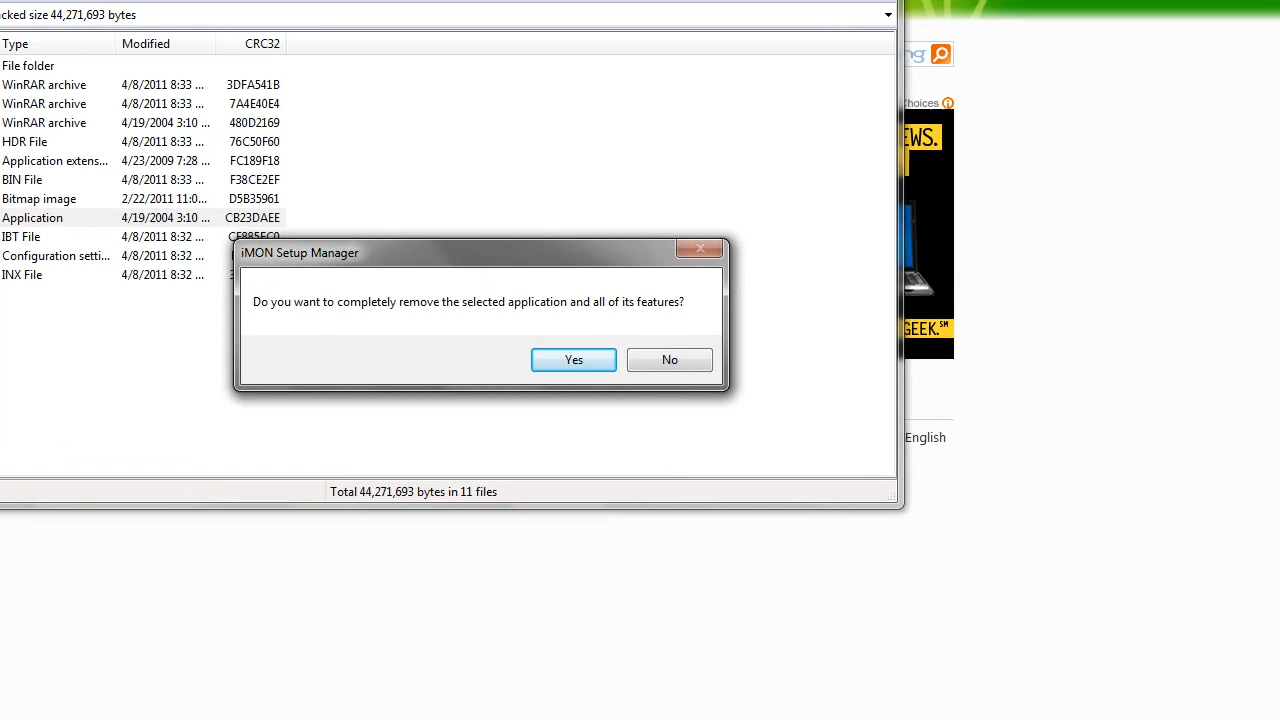 cked size 44,271,693 bytes
Type Modified CRC32
File folder
WinRAR archive 4/8/2011 8:33 ... 3DFA541B
WinRAR archive 4/8/2011 8:33 ... 7A4E40E4
WinRAR archive 4/19/2004 3:10 ... 48D D2169
HDR File 4/8/2011 8:33 ... 76C50F60
Application extens... 4/23/2009 7:28 ... FC189F18
BIN File 4/8/2011 8:33 ... F38CE2EF
Bitmap image 2/22/2011 11:0... D5B35961
Application 4/19/2004 3:10 ... CB23DAEE
IBT File 4/8/2011 8:32 ...
Configuration setti... 4/8/2011 8:32 ...
INX File 4/8/2011 8:32 ...
iMON Setup Manager
Do you want to completely remove the selected application and all of its features?
Yes No
Total 44,271,693 bytes in 11 files
ng
Choices
EWS.
GEEK.℠
English